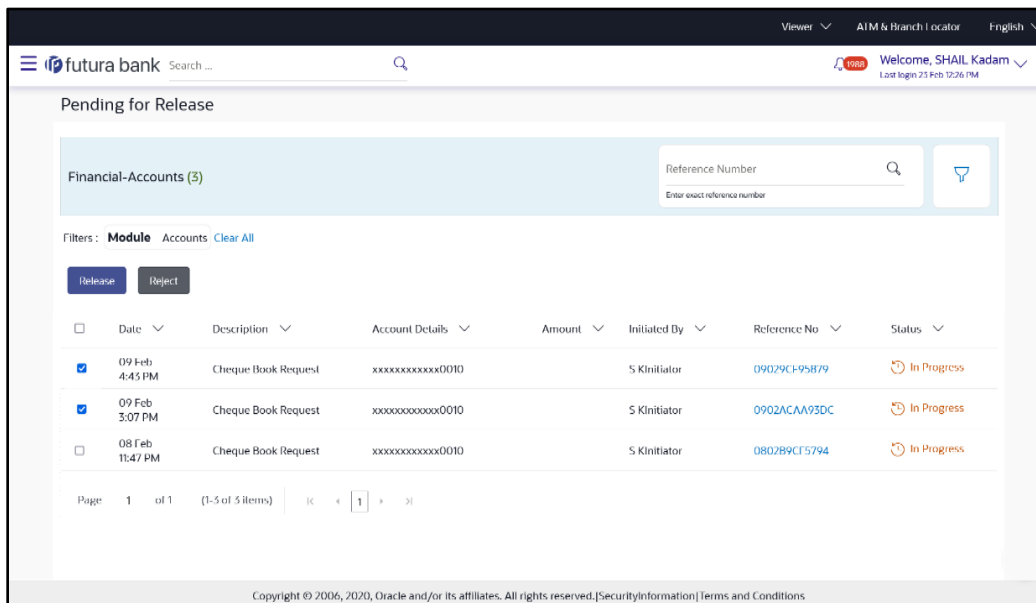 Viewer ATM & Branch Locator English
futura bank Search ... 1988 Welcome, SHAIL Kadam
Last login 23 Feb 12:26 PM
Pending for Release
Financial-Accounts (3)
Reference Number
Enter exact reference number
Filters : Module Accounts Clear All
Release Reject
Date Description Account Details Amount Initiated By Reference No Status
09 Feb
4:43 PM
Cheque Book Request xxxxxxxxxxxx0010 S KInitiator 09029CF95B79 In Progress
09 Feb
3:07 PM
Cheque Book Request xxxxxxxxxxxx0010 S KInitiator 0902ACAA93DC In Progress
08 Feb
11:47 PM
Cheque Book Request xxxxxxxxxxxx0010 S KInitiator 0802B9CF5794 In Progress
Page 1 of 1 (1-3 of 3 items) 1
Copyright © 2006, 2020, Oracle and/or its affiliates. All rights reserved.|SecurityInformation|Terms and Conditions